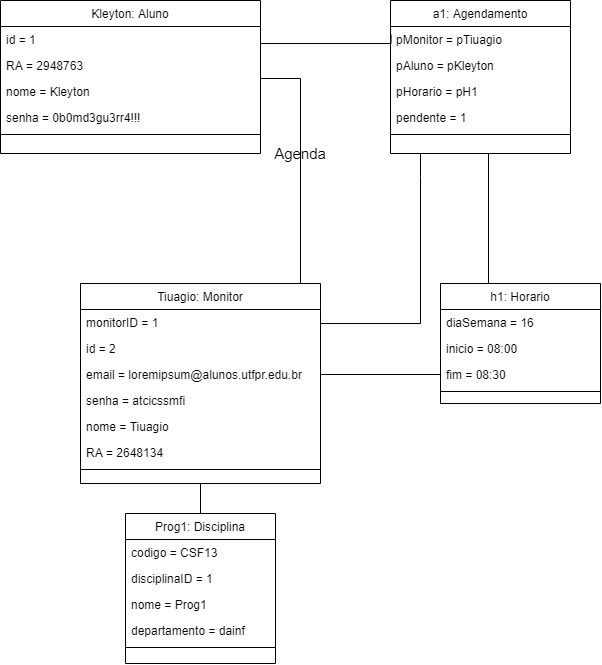 Kleyton: Aluno
id = 1
RA = 2948763
nome = Kleyton
senha = 0b0md3gu3rr4!!!
a1: Agendamento
pMonitor = pTiuagio
pAluno = pKleyton
pHorario = pH1
pendente = 1
Agenda
Tiuagio: Monitor
monitorID = 1
id = 2
email = loremipsum@alunos.utfpr.edu.br
senha = atcicssmfi
nome = Tiuagio
RA = 2648134
h1: Horario
diaSemana = 16
inicio = 08:00
fim = 08:30
Prog1: Disciplina
codigo = CSF13
disciplinaID = 1
nome = Prog1
departamento = dainf